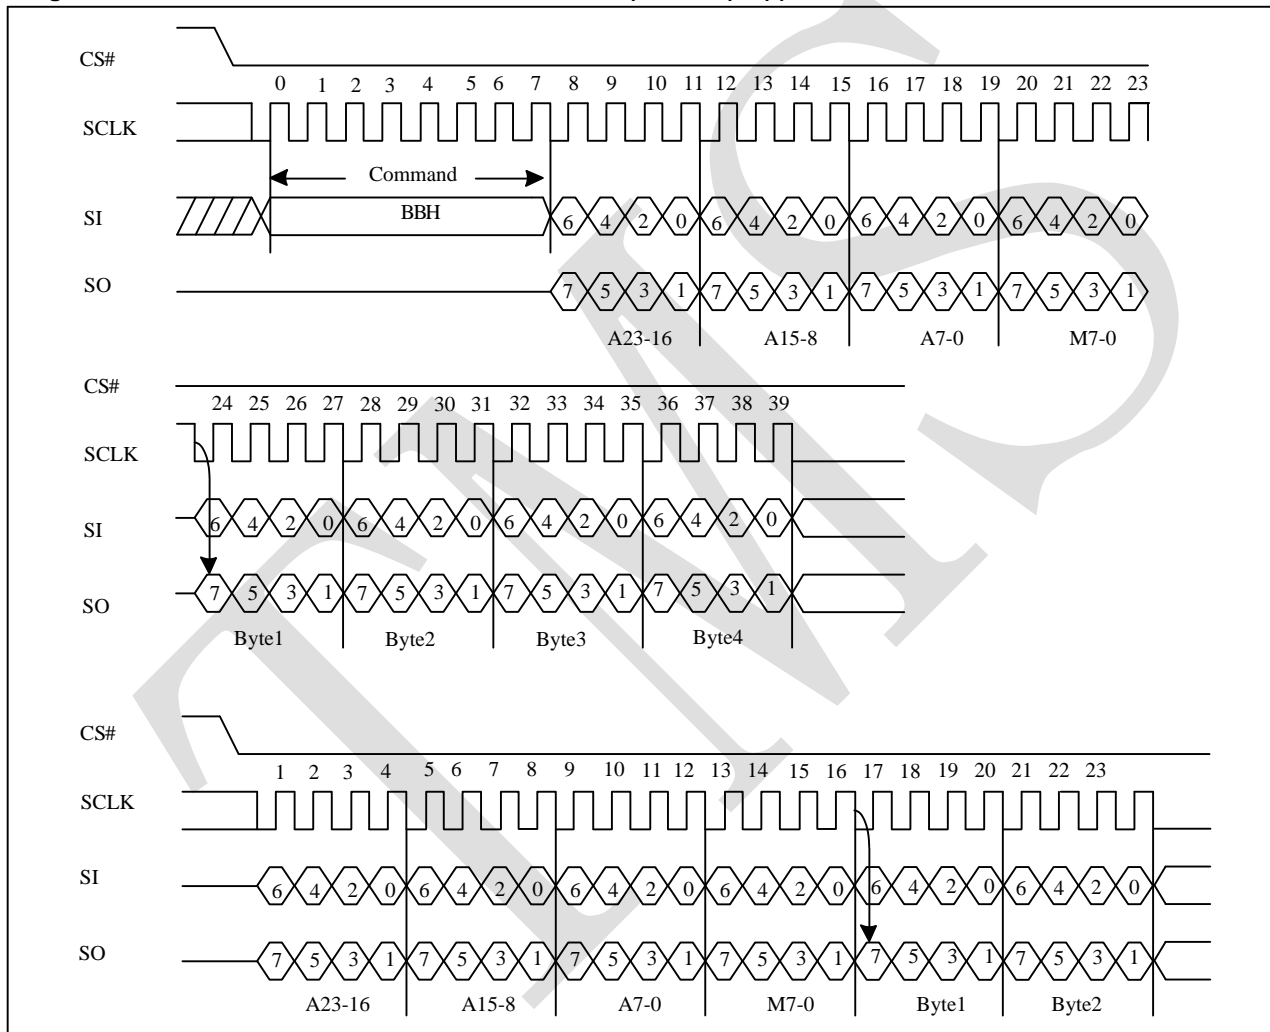 CS#
0 1 2 3 4 5 6 7 8 9 10 11 12 13 14 15 16 17 18 19 20 21 22 23
SCLK
Command
SI BBH 6 4 2 0 6 4 2 0 6 4 2 0 6 4 2 0
SO 7 5 3 1 7 5 3 1 7 5 3 1 7 5 3 1
A23-16 A15-8 A7-0 M7-0
CS#
24 25 26 27 28 29 30 31 32 33 34 35 36 37 38 39
SCLK
SI 6 4 2 0 6 4 2 0 6 4 2 0 6 4 2 0
SO 7 5 3 1 7 5 3 1 7 5 3 1 7 5 3 1
Byte1 Byte2 Byte3 Byte4
CS#
1 2 3 4 5 6 7 8 9 10 11 12 13 14 15 16 17 18 19 20 21 22 23
SCLK
SI 6 4 2 0 6 4 2 0 6 4 2 0 6 4 2 0 6 4 2 0 6 4 2 0
SO 7 5 3 1 7 5 3 1 7 5 3 1 7 5 3 1 7 5 3 1 7 5 3 1
A23-16 A15-8 A7-0 M7-0 Byte1 Byte2
TMS